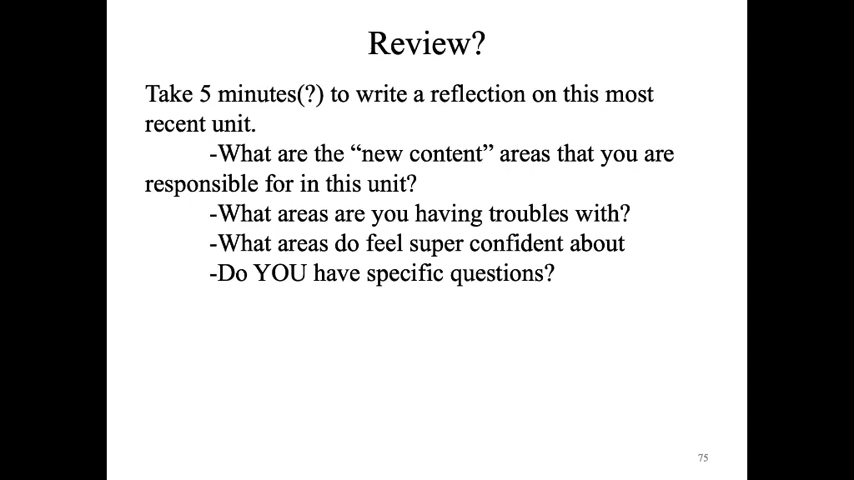 Review?
Take 5 minutes(?) to write a reflection on this most
recent unit.
-What are the “new content” areas that you are
responsible for in this unit?
-What areas are you having troubles with?
-What areas do feel super confident about
-Do YOU have specific questions?
75